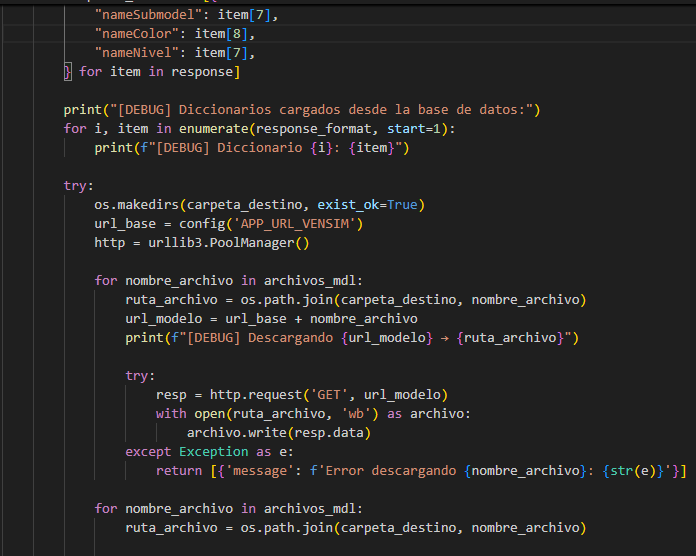 "nameSubmodel": item[7],
"nameColor": item[8],
"nameNivel": item[7],
} for item in response]
print("[DEBUG] Diccionarios cargados desde la base de datos:")
for i, item in enumerate(response_format, start=1):
print(f"[DEBUG] Diccionario {i}: {item}")
try:
os.makedirs(carpeta_destino, exist_ok=True)
url_base = config('APP_URL_VENSIM')
http = urllib3.PoolManager()
for nombre_archivo in archivos_mdl:
ruta_archivo = os.path.join(carpeta_destino, nombre_archivo)
url_modelo = url_base + nombre_archivo
print(f"[DEBUG] Descargando {url_modelo} → {ruta_archivo}")
try:
resp = http.request('GET', url_modelo)
with open(ruta_archivo, 'wb') as archivo:
archivo.write(resp.data)
except Exception as e:
return [{'message': f'Error descargando {nombre_archivo}: {str(e)}'}]
for nombre_archivo in archivos_mdl:
ruta_archivo = os.path.join(carpeta_destino, nombre_archivo)